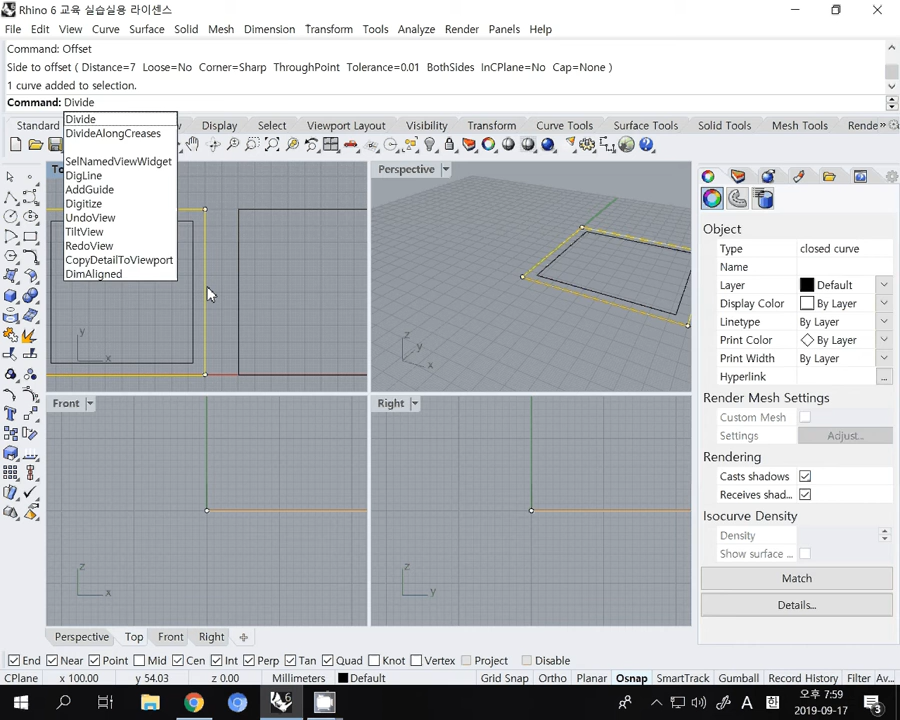 Rhino 6 교육 실습실용 라이센스
File Edit View Curve Surface Solid Mesh Dimension Transform Tools Analyze Render Panels Help
Command: Offset
Side to offset ( Distance=7 Loose=No Corner=Sharp ThroughPoint Tolerance=0.01 BothSides InCPlane=No Cap=None )
1 curve added to selection.
Command: Divide
Divide
DivideAlongCreases
SelNamedViewWidget
DigLine
AddGuide
Digitize
UndoView
TiltView
RedoView
CopyDetailToViewport
DimAligned
Standard Display Select Viewport Layout Visibility Transform Curve Tools Surface Tools Solid Tools Mesh Tools Rende »
Perspective
y
x
z
y
x
Front
Right
z
x
z
y
Object
Type closed curve
Name
Layer Default
Display Color By Layer
Linetype By Layer
Print Color By Layer
Print Width By Layer
Hyperlink ...
Render Mesh Settings
Custom Mesh
Settings Adjust...
Rendering
Casts shadows
Receives shad...
Isocurve Density
Density
Show surface ...
Match
Details...
Perspective Top Front Right
End Near Point Mid Cen Int Perp Tan Quad Knot Vertex Project Disable
CPlane x 100.00 y 54.03 z 0.00 Millimeters Default Grid Snap Ortho Planar Osnap SmartTrack Gumball Record History Filter Av...
A 오후 7:59
2019-09-17
3